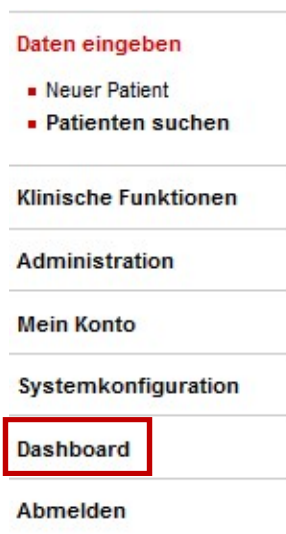 Daten eingeben
Neuer Patient
Patienten suchen
Klinische Funktionen
Administration
Mein Konto
Systemkonfiguration
Dashboard
Abmelden